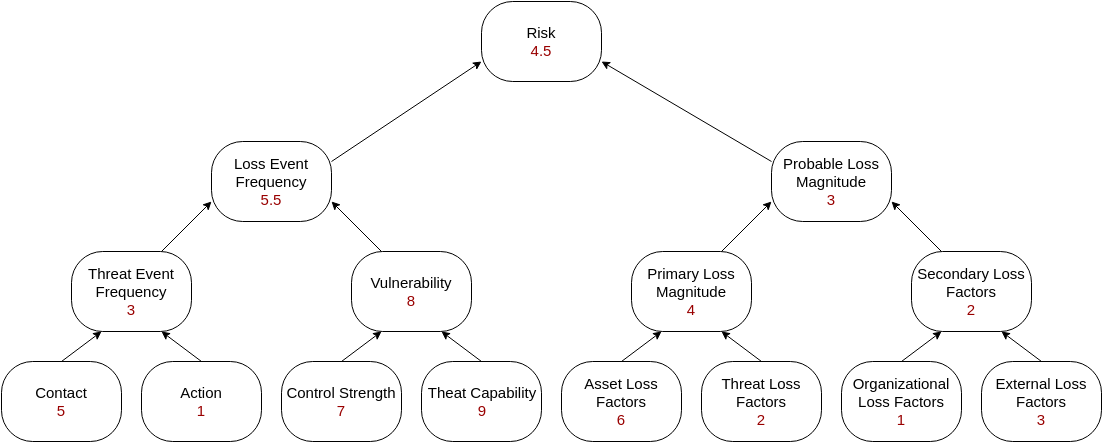 Risk
4.5
Loss Event
Frequency
5.5
Probable Loss
Magnitude
3
Threat Event
Frequency
3
Vulnerability
8
Primary Loss
Magnitude
4
Secondary Loss
Factors
2
Contact
5
Action
1
Control Strength
7
Theat Capability
9
Asset Loss
Factors
6
Threat Loss
Factors
2
Organizational
Loss Factors
1
External Loss
Factors
3